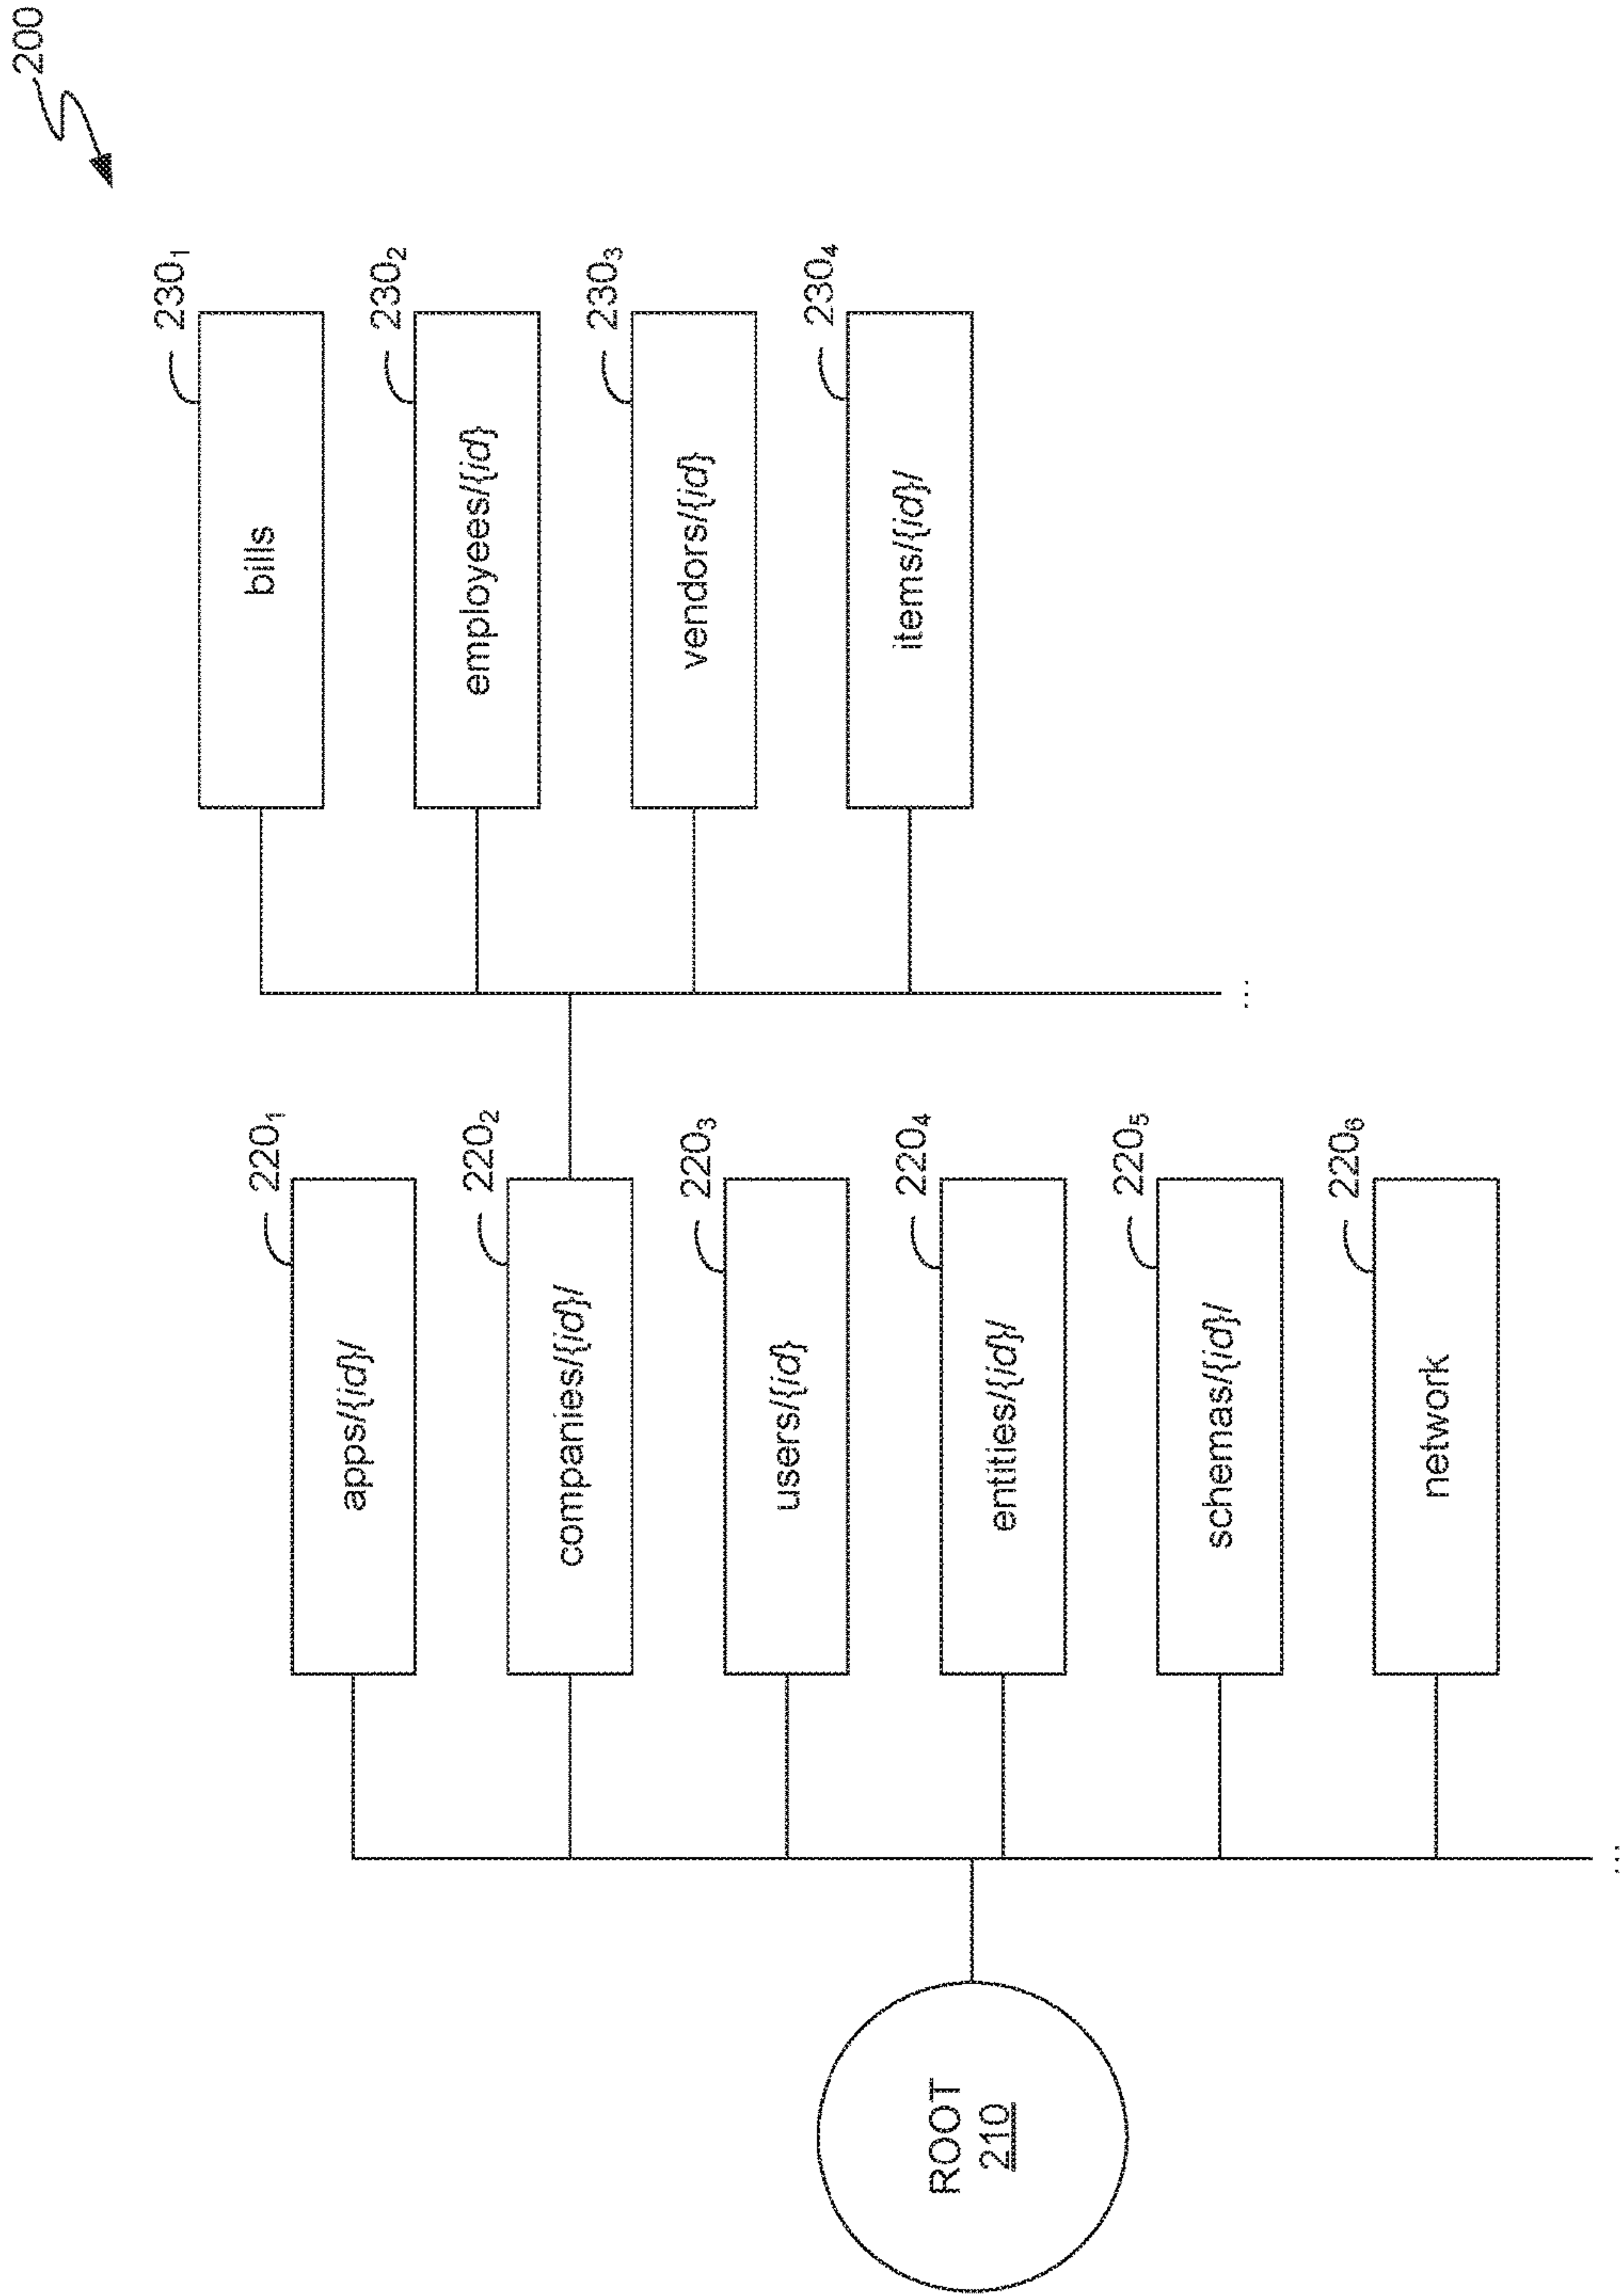 200
ROOT
210
220₁
apps/{id}/
220₂
companies/{id}/
220₃
users/{id}
220₄
entities/{id}/
220₅
schemas/{id}/
220₆
network
...
230₁
bills
230₂
employees/{id}
230₃
vendors/{id}
230₄
items/{id}/
...